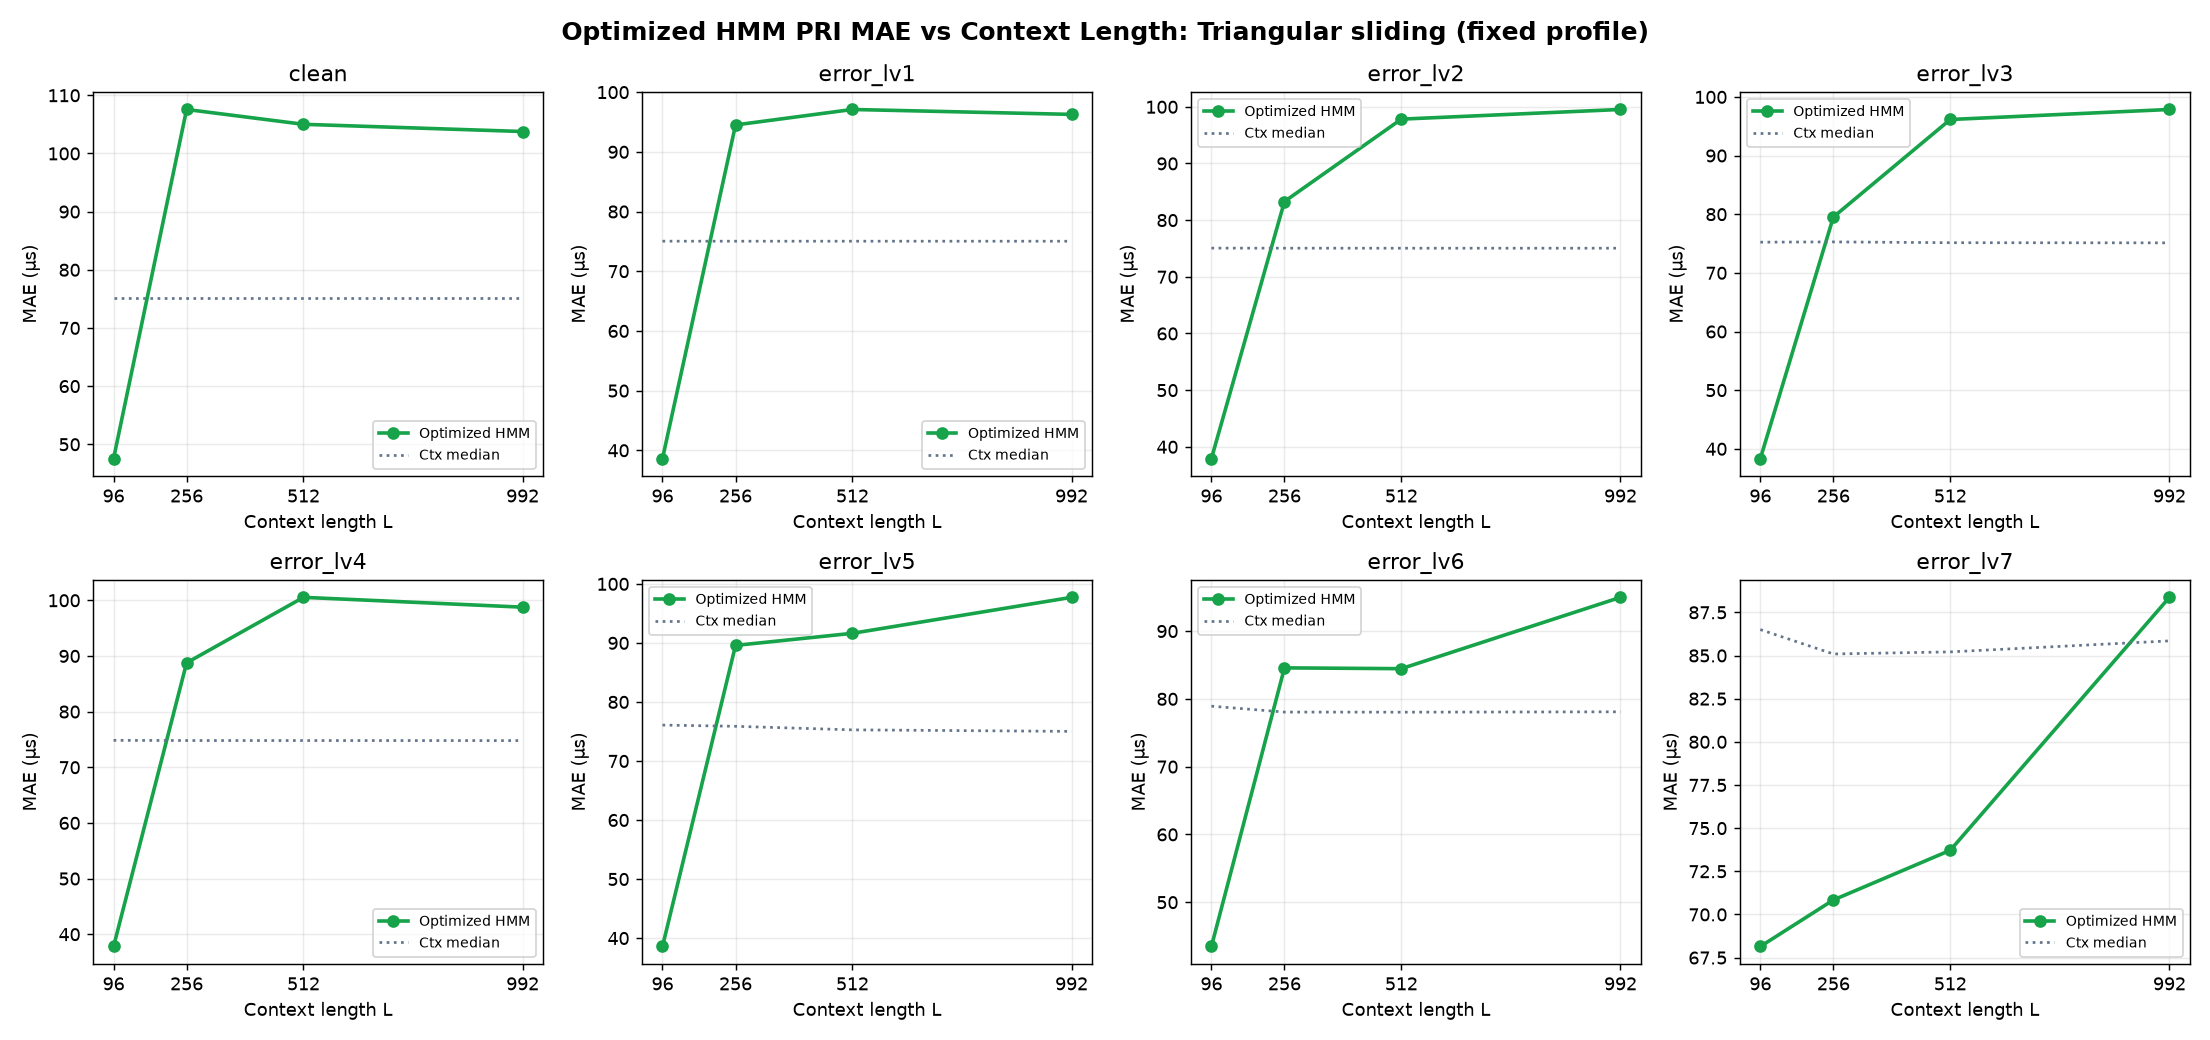 Optimized HMM PRI MAE vs Context Length: Triangular sliding (fixed profile)
clean
110
100
90
80
70
60
50
MAE (µs)
96 256 512 992
Context length L
Optimized HMM
Ctx median
error_lv1
100
90
80
70
60
50
40
MAE (µs)
96 256 512 992
Context length L
Optimized HMM
Ctx median
error_lv2
100
90
80
70
60
50
40
MAE (µs)
96 256 512 992
Context length L
Optimized HMM
Ctx median
error_lv3
100
90
80
70
60
50
40
MAE (µs)
96 256 512 992
Context length L
Optimized HMM
Ctx median
error_lv4
100
90
80
70
60
50
40
MAE (µs)
96 256 512 992
Context length L
Optimized HMM
Ctx median
error_lv5
100
90
80
70
60
50
40
MAE (µs)
96 256 512 992
Context length L
Optimized HMM
Ctx median
error_lv6
90
80
70
60
50
MAE (µs)
96 256 512 992
Context length L
Optimized HMM
Ctx median
error_lv7
87.5
85.0
82.5
80.0
77.5
75.0
72.5
70.0
67.5
MAE (µs)
96 256 512 992
Context length L
Optimized HMM
Ctx median